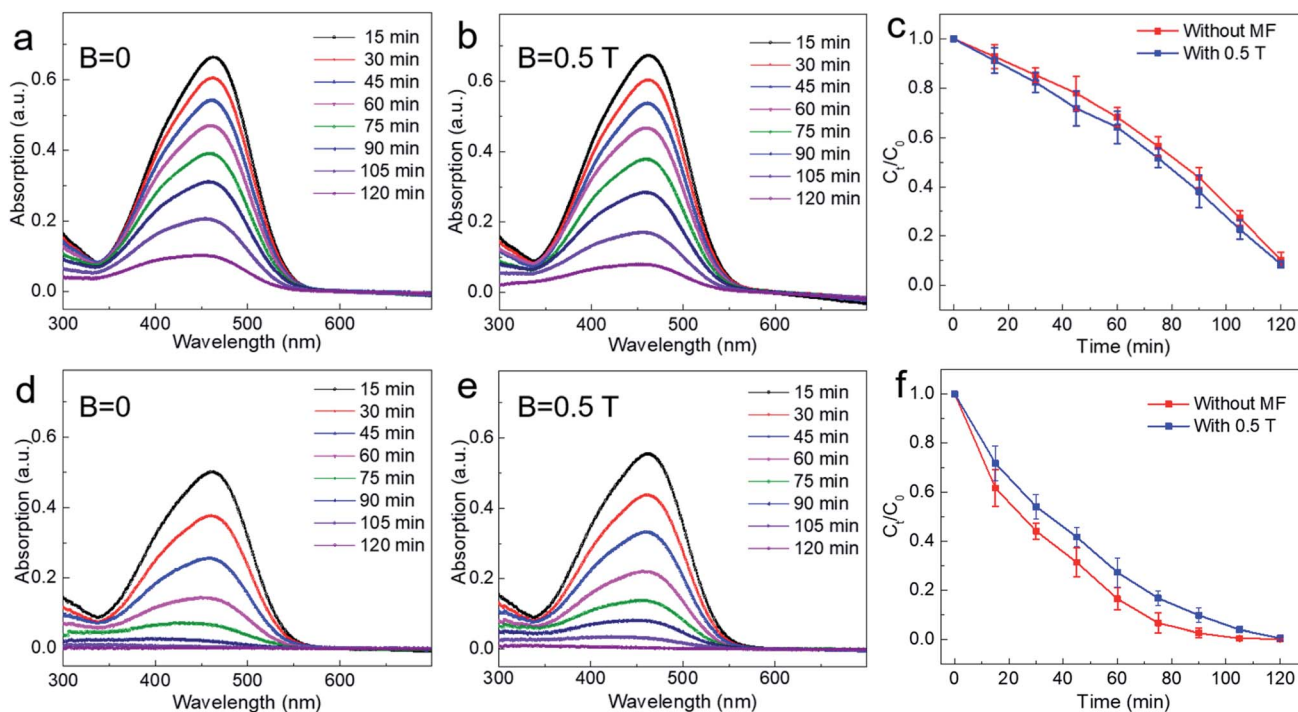 a
B=0
15 min
30 min
45 min
60 min
75 min
90 min
105 min
120 min
0.6
0.4
0.2
0.0
Absorption (a.u.)
300 400 500 600
Wavelength (nm)
b
B=0.5 T
15 min
30 min
45 min
60 min
75 min
90 min
105 min
120 min
0.6
0.4
0.2
0.0
Absorption (a.u.)
300 400 500 600
Wavelength (nm)
c
Without MF
With 0.5 T
1.0
0.8
0.6
0.4
0.2
0.0
Ct/C0
0 20 40 60 80 100 120
Time (min)
d
B=0
15 min
30 min
45 min
60 min
75 min
90 min
105 min
120 min
0.6
0.4
0.2
0.0
Absorption (a.u.)
300 400 500 600
Wavelength (nm)
e
B=0.5 T
15 min
30 min
45 min
60 min
75 min
90 min
105 min
120 min
0.6
0.4
0.2
0.0
Absorption (a.u.)
300 400 500 600
Wavelength (nm)
f
Without MF
With 0.5 T
1.0
0.8
0.6
0.4
0.2
0.0
Ct/C0
0 20 40 60 80 100 120
Time (min)